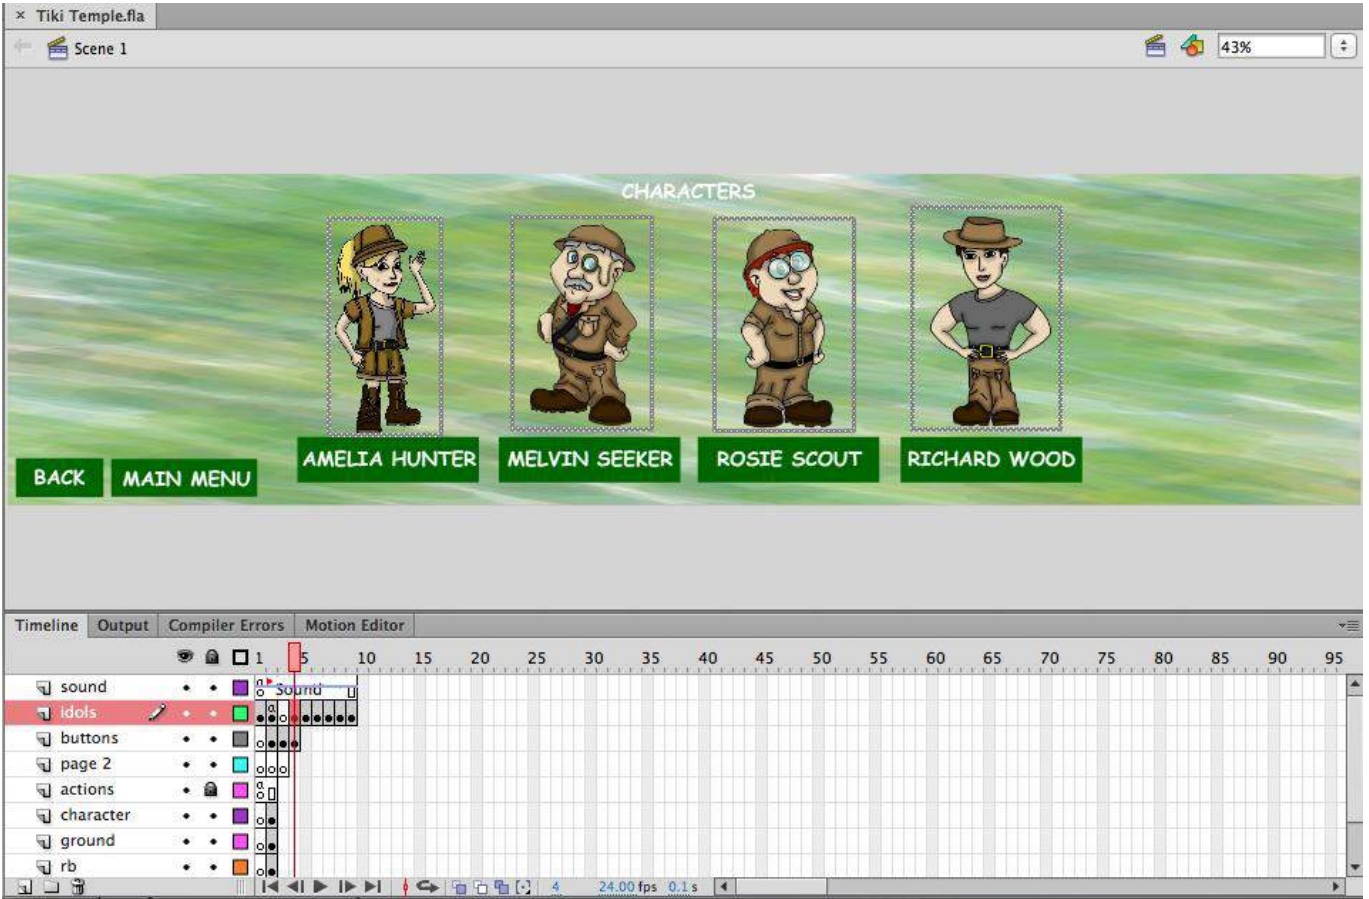 × Tiki Temple.fla
Scene 1
43%
CHARACTERS
AMELIA HUNTER
MELVIN SEEKER
ROSIE SCOUT
RICHARD WOOD
BACK
MAIN MENU
Timeline Output Compiler Errors Motion Editor
1 5 10 15 20 25 30 35 40 45 50 55 60 65 70 75 80 85 90 95
sound
Sound
idols
buttons
page 2
actions
character
ground
rb
4 24.00 fps 0.1 s